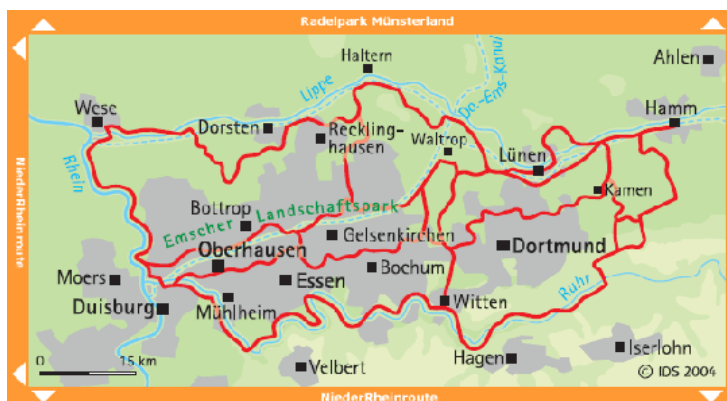 Radelpark Münsterland
Haltern
Ahlen
Lippe
Do.-Ems-Kanal
Wese
Hamm
Dorsten
Reckling-
hausen
Waltrop
Lünen
Rhein
Kamen
NiederRheinroute
Bottrop
Emscher Landschaftspark
Gelsenkirchen
Oberhausen
Dortmund
Moers
Essen
Bochum
Duisburg
Mühlheim
Witten
Ruhr
0 15 km
Velbert
Hagen
Iserlohn
© IDS 2004
NiederRheinroute